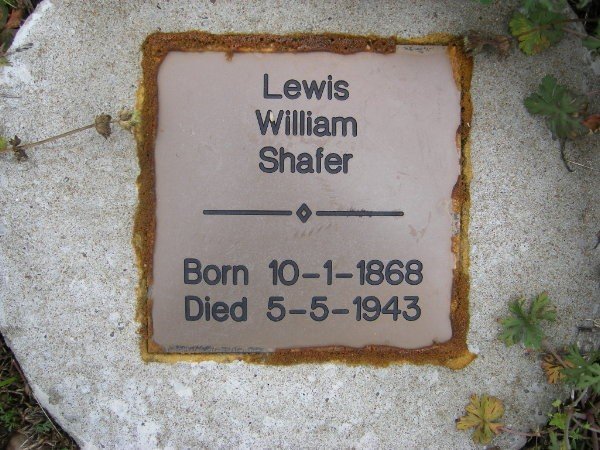 Lewis
William
Shafer
Born 10-1-1868
Died 5-5-1943